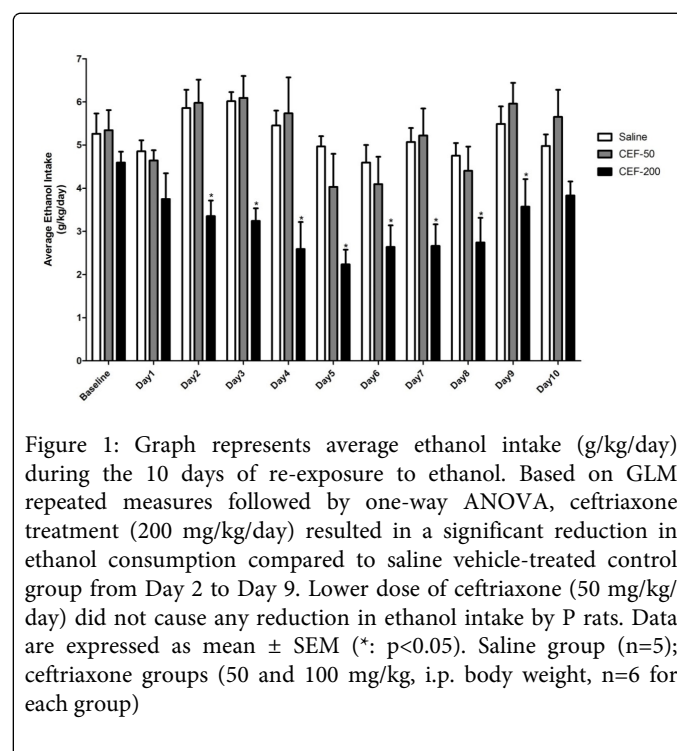 7
6
5
4
3
2
1
0
Average Ethanol Intake
(g/kg/day)
* * * * * * * *
Baseline
Day1
Day2
Day3
Day4
Day5
Day6
Day7
Day8
Day9
Day10
Saline
CEF-50
CEF-200
Figure 1: Graph represents average ethanol intake (g/kg/day)
during the 10 days of re-exposure to ethanol. Based on GLM
repeated measures followed by one-way ANOVA, ceftriaxone
treatment (200 mg/kg/day) resulted in a significant reduction in
ethanol consumption compared to saline vehicle-treated control
group from Day 2 to Day 9. Lower dose of ceftriaxone (50 mg/kg/
day) did not cause any reduction in ethanol intake by P rats. Data
are expressed as mean ± SEM (*: p<0.05). Saline group (n=5);
ceftriaxone groups (50 and 100 mg/kg, i.p. body weight, n=6 for
each group)